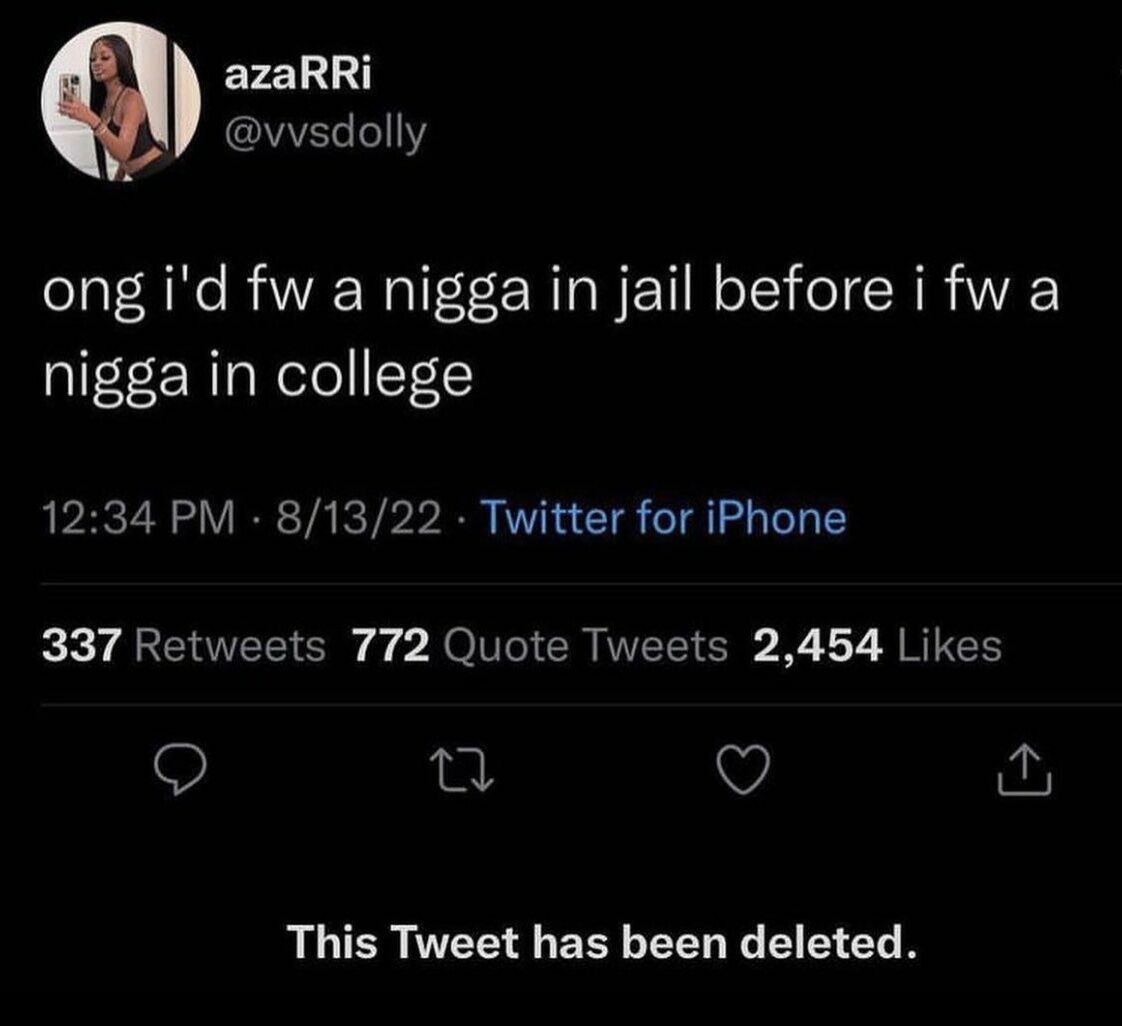 azaRRi
@vvsdolly
ong i'd fw a nigga in jail before i fw a
nigga in college
12:34 PM · 8/13/22 · Twitter for iPhone
337 Retweets 772 Quote Tweets 2,454 Likes
This Tweet has been deleted.